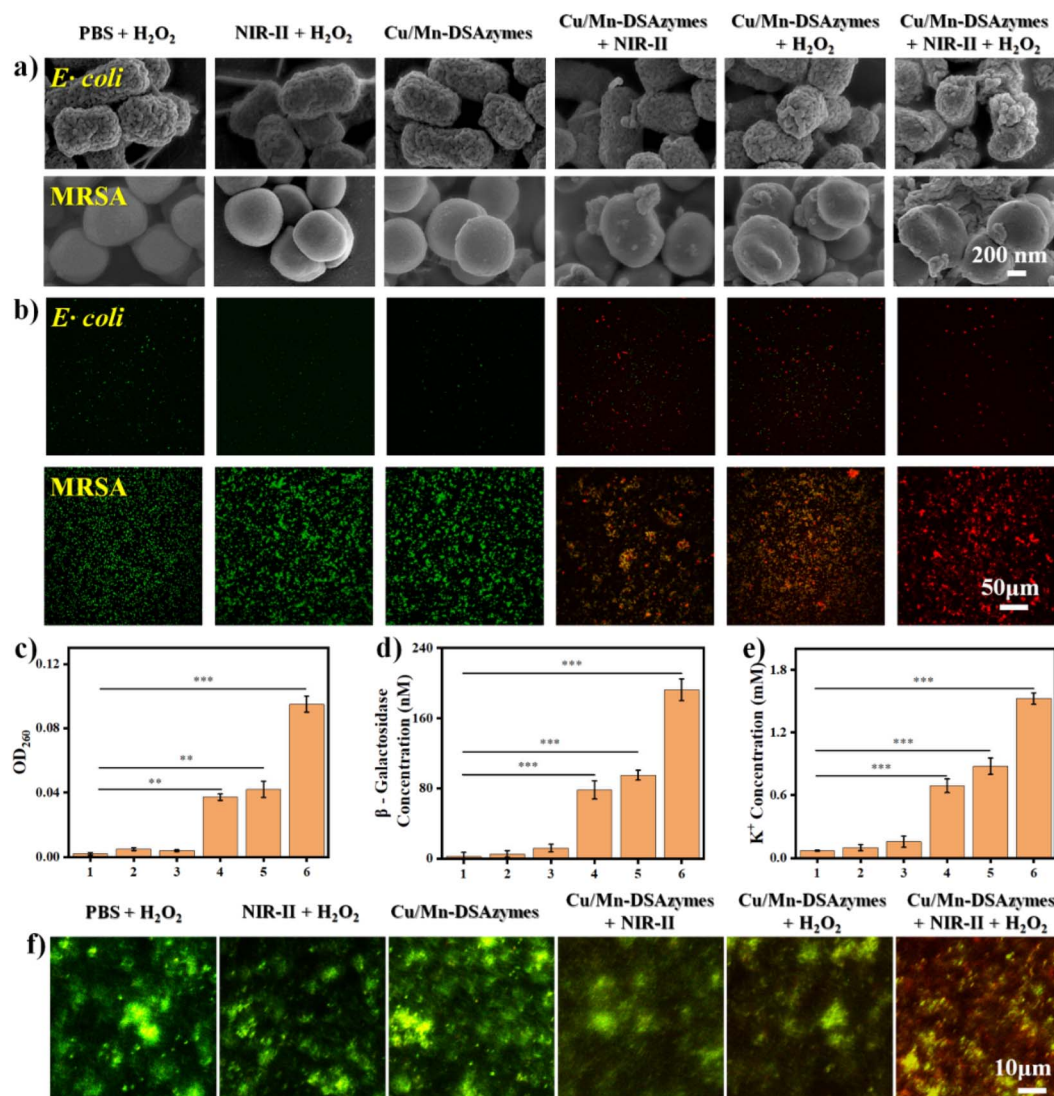 PBS + H₂O₂
NIR-II + H₂O₂
Cu/Mn-DSAzymes
Cu/Mn-DSAzymes
+ NIR-II
Cu/Mn-DSAzymes
+ H₂O₂
Cu/Mn-DSAzymes
+ NIR-II + H₂O₂
a)
E· coli
MRSA
200 nm
b)
E· coli
MRSA
50μm
c)
OD₂₆₀
0.12
0.08
0.04
0.00
***
**
**
1 2 3 4 5 6
d)
β - Galactosidase
Concentration (nM)
240
160
80
0
***
***
***
1 2 3 4 5 6
e)
K⁺ Concentration (mM)
1.8
1.2
0.6
0.0
***
***
***
1 2 3 4 5 6
PBS + H₂O₂
NIR-II + H₂O₂
Cu/Mn-DSAzymes
Cu/Mn-DSAzymes
+ NIR-II
Cu/Mn-DSAzymes
+ H₂O₂
Cu/Mn-DSAzymes
+ NIR-II + H₂O₂
f)
10μm